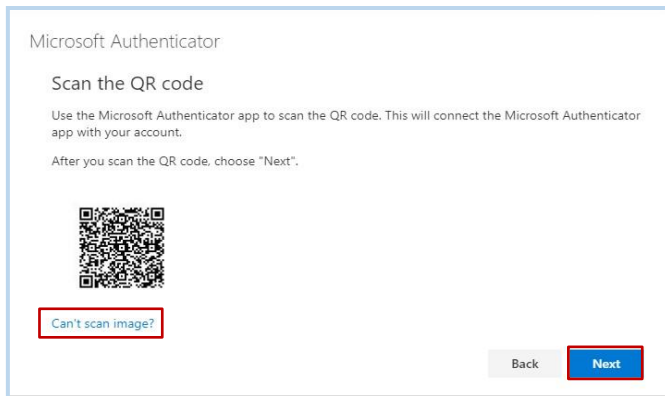 Microsoft Authenticator
Scan the QR code
Use the Microsoft Authenticator app to scan the QR code. This will connect the Microsoft Authenticator
app with your account.
After you scan the QR code, choose "Next".
Can't scan image?
Back Next